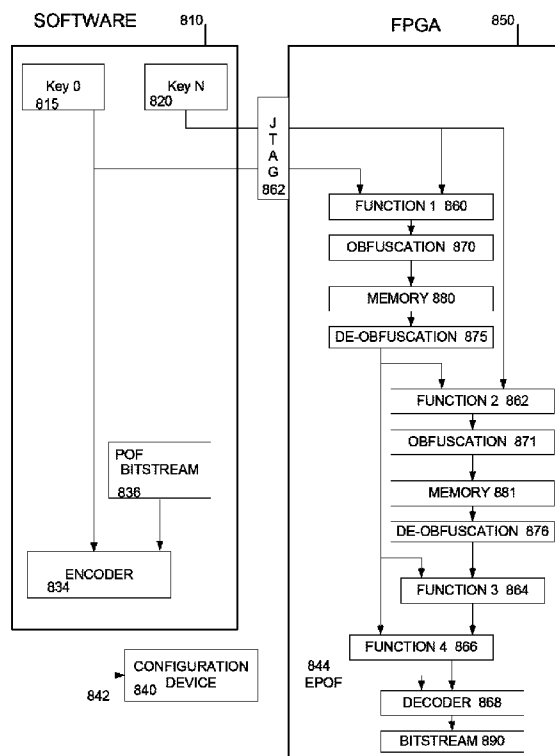 SOFTWARE 810
FPGA 850
Key 0
815
Key N
820
J
T
A
G
862
FUNCTION 1 860
OBFUSCATION 870
MEMORY 880
DE-OBFUSCATION 875
FUNCTION 2 862
OBFUSCATION 871
MEMORY 881
DE-OBFUSCATION 876
POF
BITSTREAM
836
ENCODER
834
FUNCTION 3 864
FUNCTION 4 866
844
EPOF
CONFIGURATION
DEVICE
840
842
DECODER 868
BITSTREAM 890